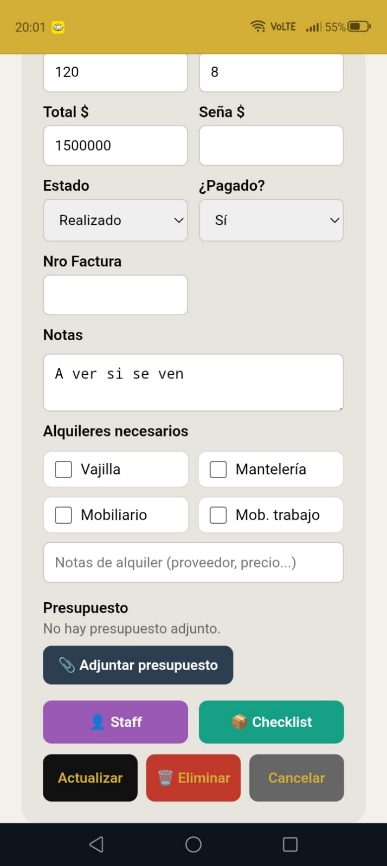 20:01 VoLTE 55%
120 8
Total $ Seña $
1500000
Estado ¿Pagado?
Realizado Sí
Nro Factura
Notas
A ver si se ven
Alquileres necesarios
Vajilla Mantelería
Mobiliario Mob. trabajo
Notas de alquiler (proveedor, precio...)
Presupuesto
No hay presupuesto adjunto.
📎 Adjuntar presupuesto
👤 Staff 📦 Checklist
Actualizar 🗑️ Eliminar Cancelar